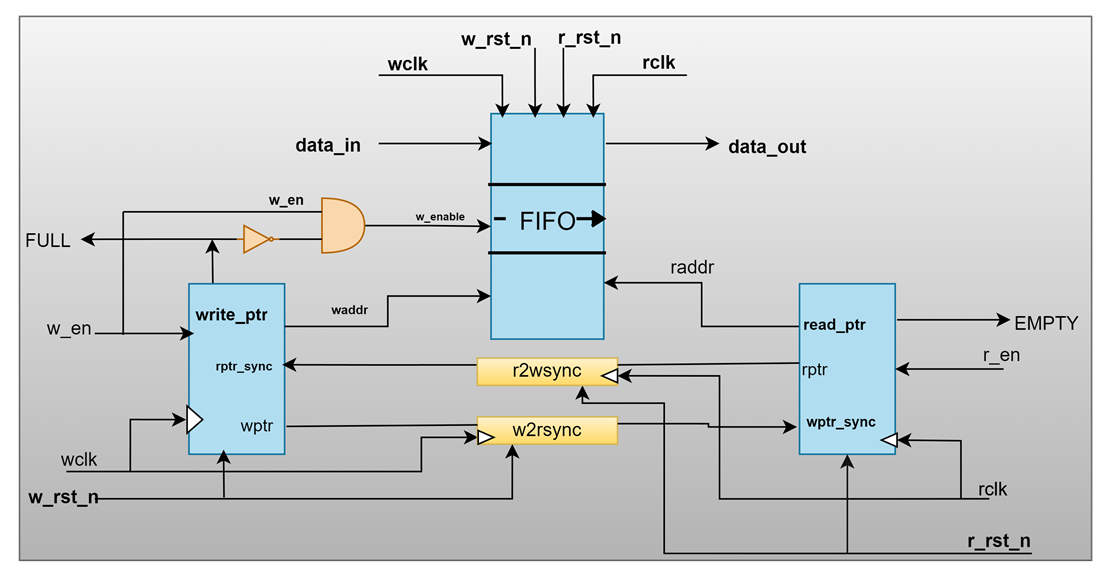 w_rst_n
r_rst_n
wclk
rclk
data_in
data_out
w_en
w_enable
FIFO
FULL
raddr
write_ptr
waddr
read_ptr
EMPTY
w_en
rptr_sync
r2wsync
rptr
r_en
wptr
w2rsync
wptr_sync
wclk
rclk
w_rst_n
r_rst_n